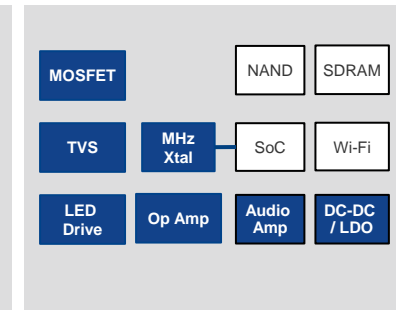 MOSFET
NAND
SDRAM
TVS
MHz
Xtal
SoC
Wi-Fi
LED
Drive
Op Amp
Audio
Amp
DC-DC
/ LDO